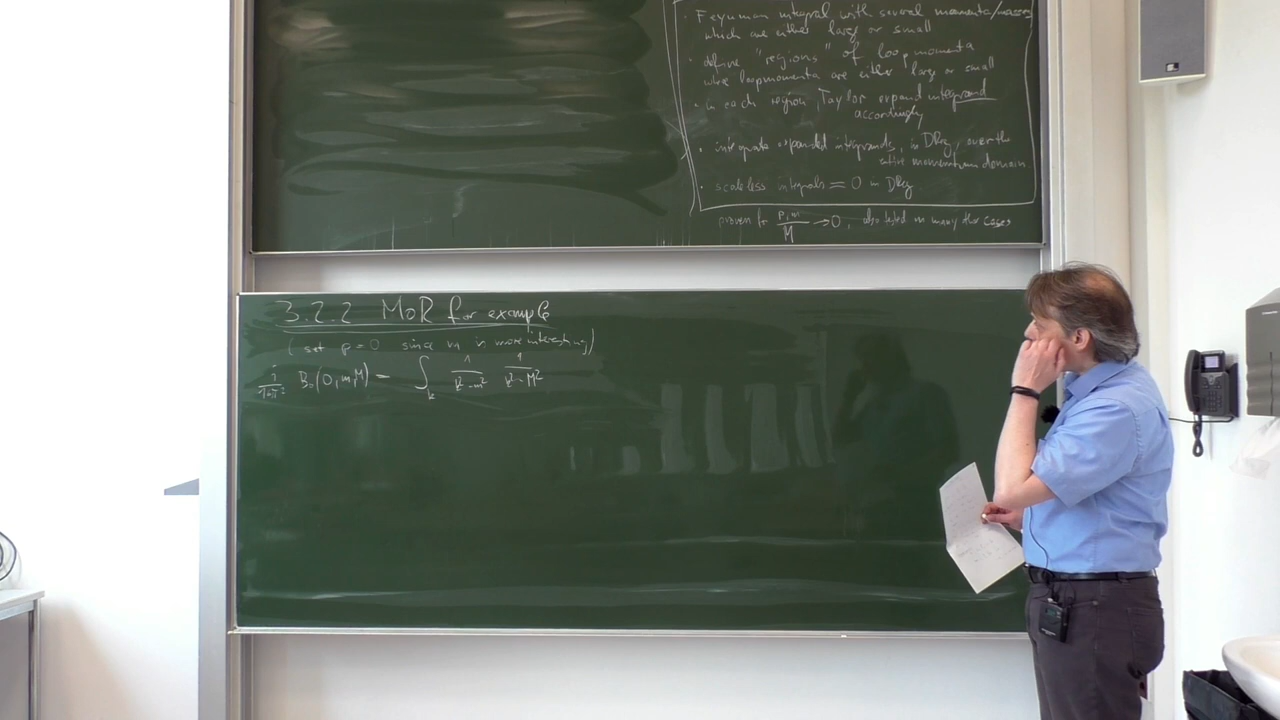 · Feynman integral with several momenta/masses
which are either large or small
· define "regions" of loop momenta
where loopmomenta are either large or small
· in each region, Taylor expand integrand
accordingly
· integrate expanded integrands, in DReg, over the
entire momentum domain
· scaleless integrals = 0 in DReg
proven for p,m/M → 0, also tested in many other cases
3.2.2 MoR for example
(set p=0 since m is more interesting)
B₀(0,m,M) = ∫_k 1/(k²-m²) 1/(k²-M²)